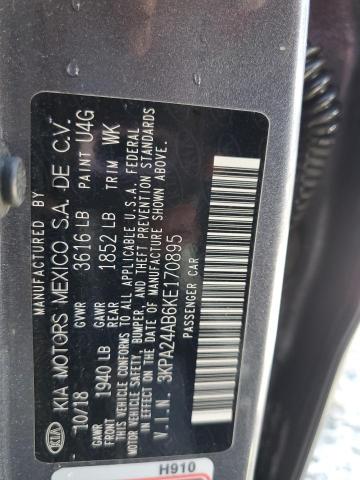 KIA
MANUFACTURED BY
KIA MOTORS MEXICO S.A. DE C.V.
10/18 GVWR 3616 LB PAINT U4G
GAWR FRONT 1940 LB GAWR REAR 1852 LB TRIM WK
THIS VEHICLE CONFORMS TO ALL APPLICABLE U.S.A. FEDERAL
MOTOR VEHICLE SAFETY, BUMPER, AND THEFT PREVENTION STANDARDS
IN EFFECT ON THE DATE OF MANUFACTURE SHOWN ABOVE.
V.I.N. 3KPA24AB6KE170895
PASSENGER CAR
H910